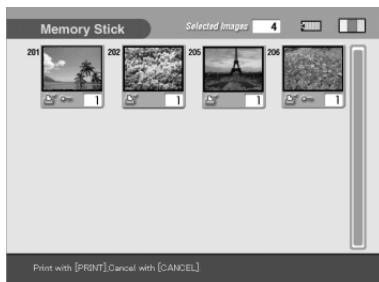 Memory Stick Selected Images 4
201 202 205 206
1 1 1 1
Print with [PRINT],Cancel with [CANCEL]